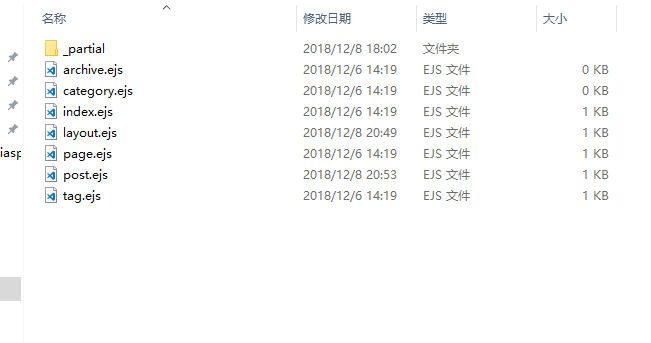 名称 修改日期 类型 大小
_partial 2018/12/8 18:02 文件夹
archive.ejs 2018/12/6 14:19 EJS 文件 0 KB
category.ejs 2018/12/6 14:19 EJS 文件 0 KB
index.ejs 2018/12/6 14:19 EJS 文件 1 KB
layout.ejs 2018/12/8 20:49 EJS 文件 1 KB
page.ejs 2018/12/6 14:19 EJS 文件 1 KB
iasp
post.ejs 2018/12/8 20:53 EJS 文件 1 KB
tag.ejs 2018/12/6 14:19 EJS 文件 1 KB